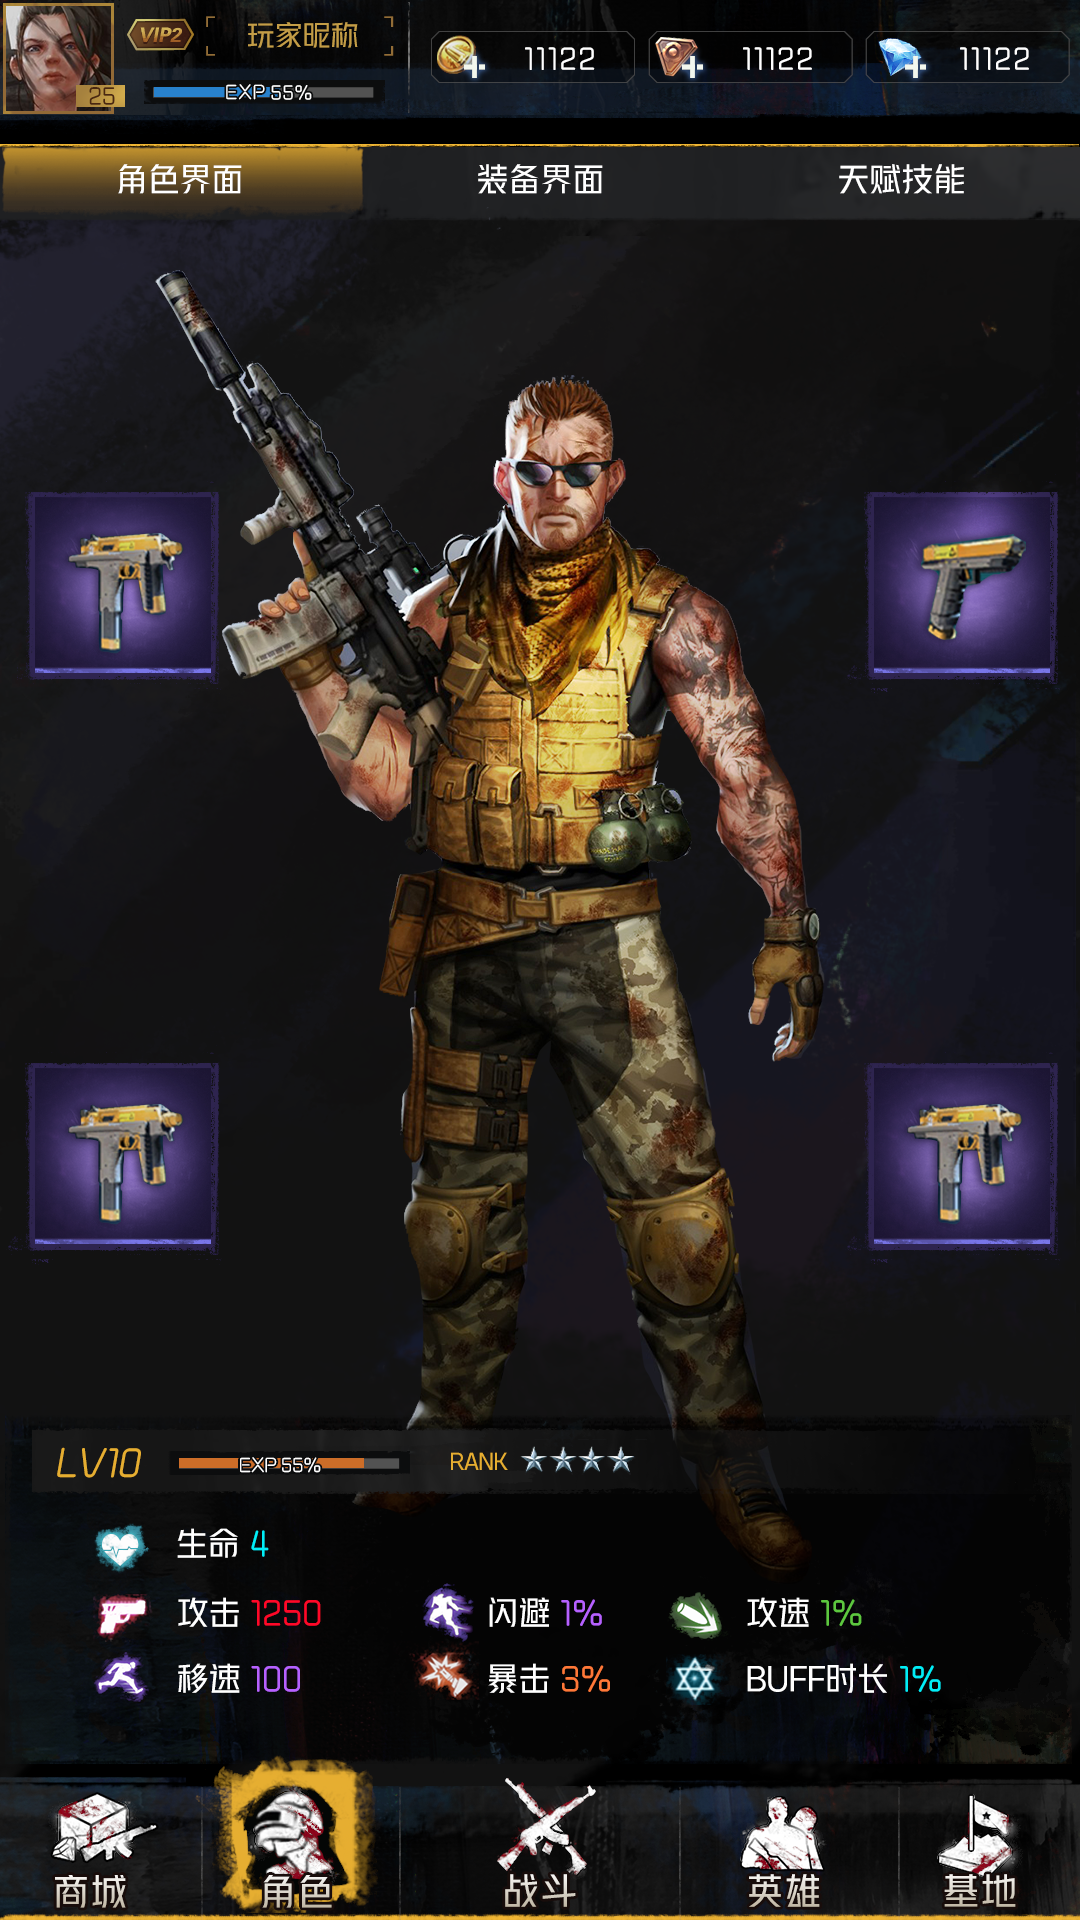 VIP2 玩家昵称
25
EXP 55%
11122 11122 11122
角色界面 装备界面 天赋技能
LV10 EXP 55% RANK
生命 4
攻击 1250 闪避 1% 攻速 1%
移速 100 暴击 3% BUFF时长 1%
商城 角色 战斗 英雄 基地